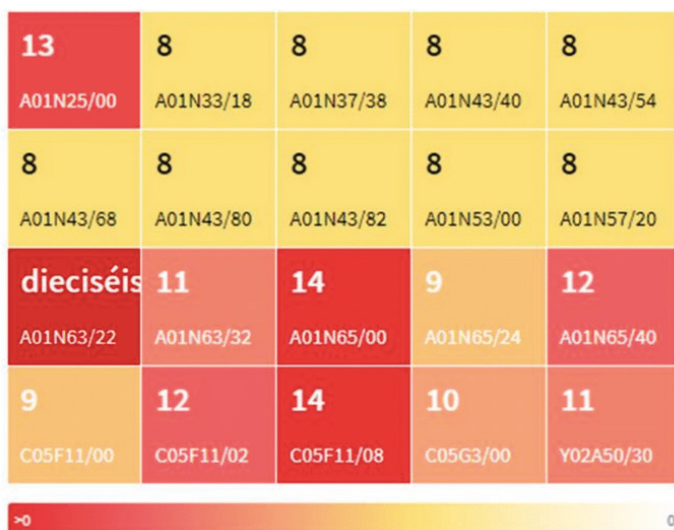 13 8 8 8 8
A01N25/00 A01N33/18 A01N37/38 A01N43/40 A01N43/54
8 8 8 8 8
A01N43/68 A01N43/80 A01N43/82 A01N53/00 A01N57/20
dieciséis 11 14 9 12
A01N63/22 A01N63/32 A01N65/00 A01N65/24 A01N65/40
9 12 14 10 11
C05F11/00 C05F11/02 C05F11/08 C05G3/00 Y02A50/30
>0 0